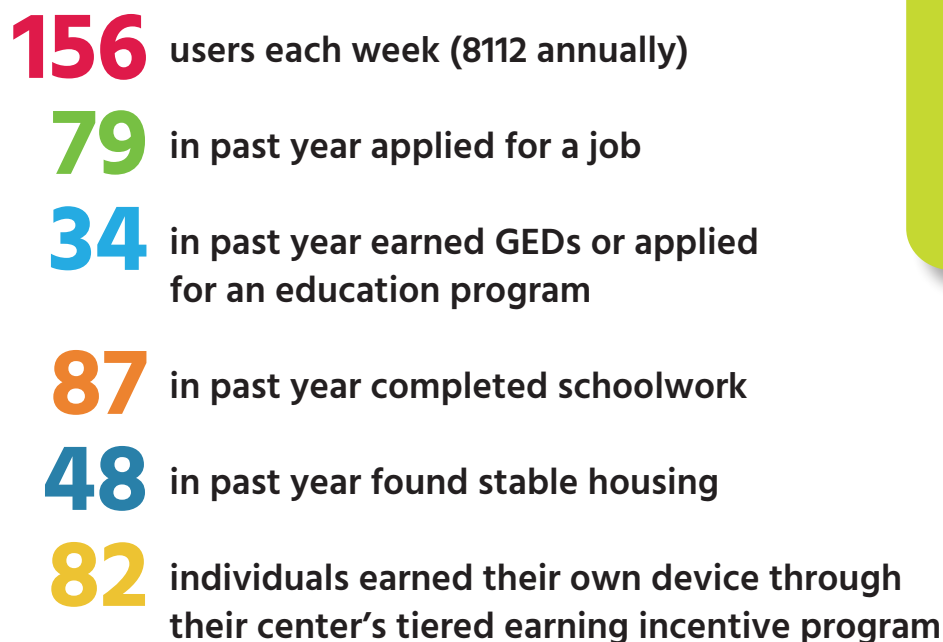 156 users each week (8112 annually)
79 in past year applied for a job
34 in past year earned GEDs or applied
for an education program
87 in past year completed schoolwork
48 in past year found stable housing
82 individuals earned their own device through
their center's tiered earning incentive program